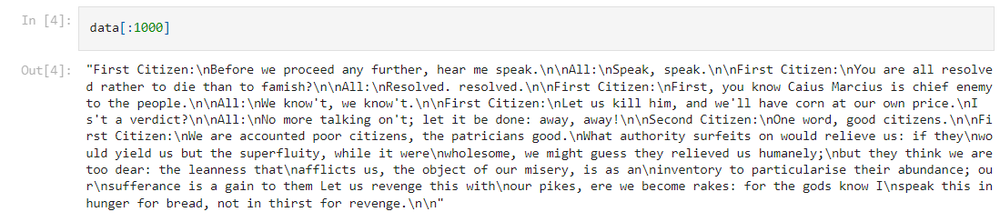 In [4]: data[:1000]
Out[4]: "First Citizen:\nBefore we proceed any further, hear me speak.\n\nAll:\nSpeak, speak.\n\nFirst Citizen:\nYou are all resolve
d rather to die than to famish?\n\nAll:\nResolved. resolved.\n\nFirst Citizen:\nFirst, you know Caius Marcius is chief enemy
to the people.\n\nAll:\nWe know't, we know't.\n\nFirst Citizen:\nLet us kill him, and we'll have corn at our own price.\nI
s't a verdict?\n\nAll:\nNo more talking on't; let it be done: away, away!\n\nSecond Citizen:\nOne word, good citizens.\n\nFi
rst Citizen:\nWe are accounted poor citizens, the patricians good.\nWhat authority surfeits on would relieve us: if they\nwo
uld yield us but the superfluity, while it were\nwholesome, we might guess they relieved us humanely;\nbut they think we are
too dear: the leanness that\nafflicts us, the object of our misery, is as an\ninventory to particularise their abundance; ou
r\nsufferance is a gain to them Let us revenge this with\nour pikes, ere we become rakes: for the gods know I\nspeak this in
hunger for bread, not in thirst for revenge.\n\n"